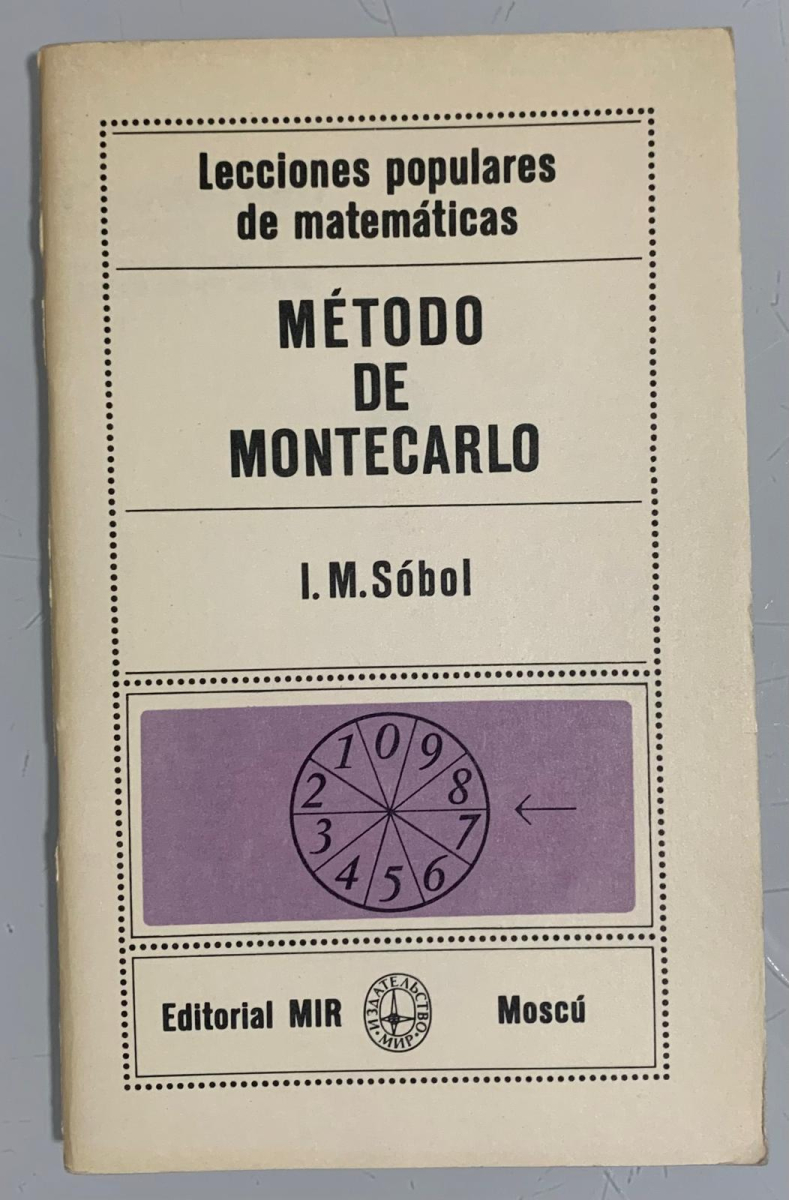 Lecciones populares
de matemáticas
MÉTODO
DE
MONTECARLO
I. M. Sóbol
1 0 9
2 8
3 7
4 5 6
Editorial MIR
ИЗДАТЕЛЬСТВО
·МИР·
Moscú